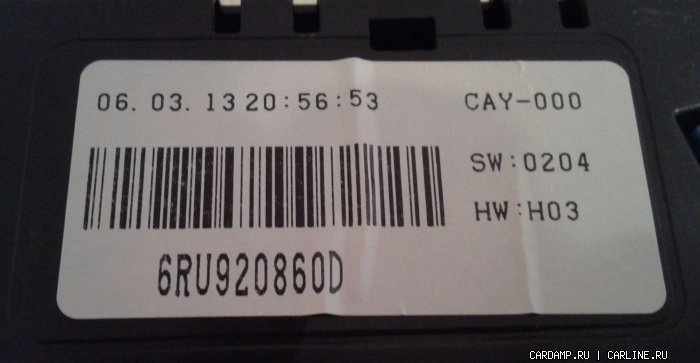 06. 03. 13 20:56:53 CAY-000
SW:0204
HW:H03
6RU920860D
CARDAMP.RU | CARLINE.RU